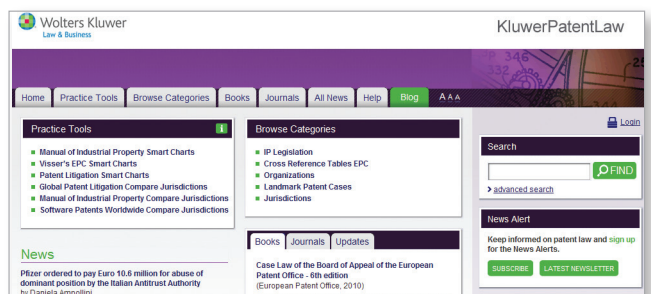 Wolters Kluwer
Law & Business
KluwerPatentLaw
P 346
332
Home Practice Tools Browse Categories Books Journals All News Help Blog A A A
Login
Practice Tools
Manual of Industrial Property Smart Charts
Visser's EPC Smart Charts
Patent Litigation Smart Charts
Global Patent Litigation Compare Jurisdictions
Manual of Industrial Property Compare Jurisdictions
Software Patents Worldwide Compare Jurisdictions
Browse Categories
IP Legislation
Cross Reference Tables EPC
Organizations
Landmark Patent Cases
Jurisdictions
Search
FIND
advanced search
News Alert
Keep informed on patent law and sign up
for the News Alerts.
SUBSCRIBE LATEST NEWSLETTER
News
Pfizer ordered to pay Euro 10.6 million for abuse of
dominant position by the Italian Antitrust Authority
by Daniela Ampollini
Books Journals Updates
Case Law of the Board of Appeal of the European
Patent Office - 6th edition
(European Patent Office, 2010)